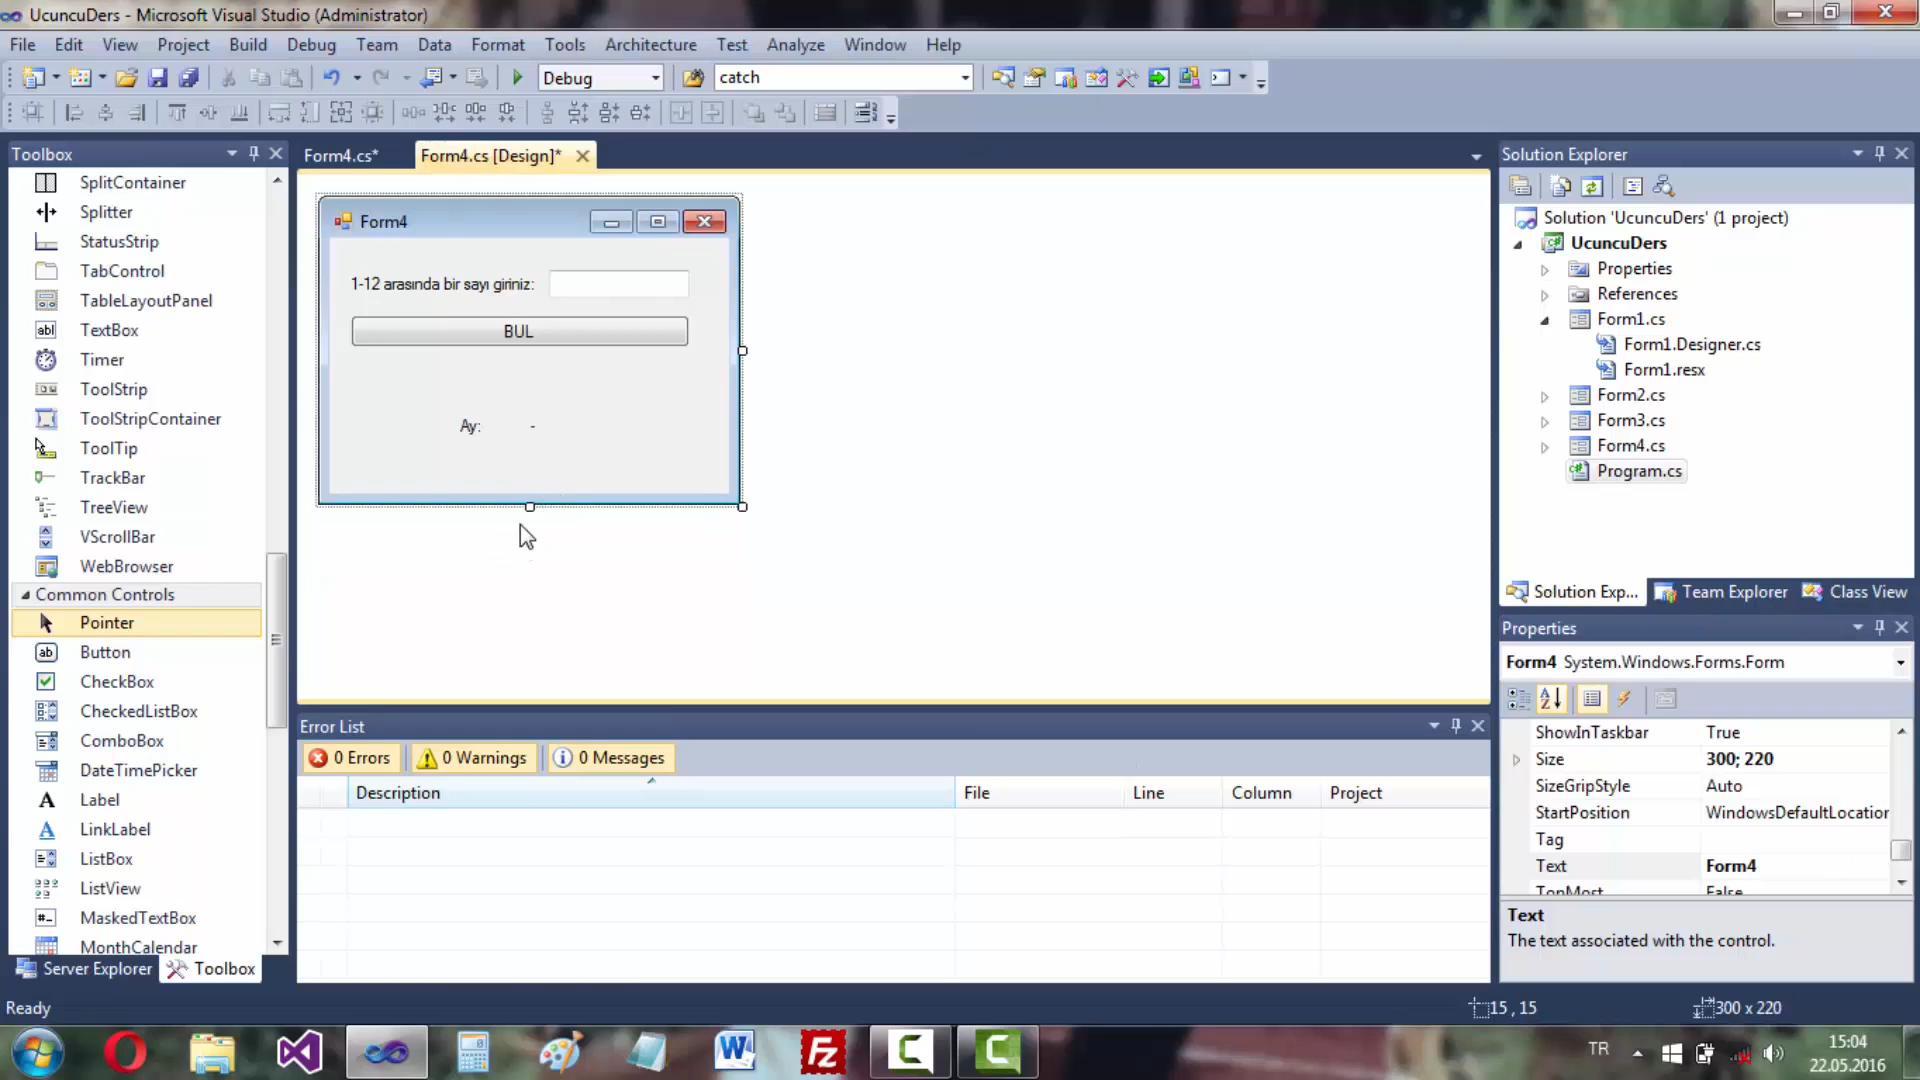 UcuncuDers - Microsoft Visual Studio (Administrator)
File Edit View Project Build Debug Team Data Format Tools Architecture Test Analyze Window Help
Debug catch
Toolbox
Form4.cs* Form4.cs [Design]*
Solution Explorer
SplitContainer
Splitter
StatusStrip
TabControl
TableLayoutPanel
TextBox
Timer
ToolStrip
ToolStripContainer
ToolTip
TrackBar
TreeView
VScrollBar
WebBrowser
Common Controls
Pointer
Button
CheckBox
CheckedListBox
ComboBox
DateTimePicker
Label
LinkLabel
ListBox
ListView
MaskedTextBox
MonthCalendar
Server Explorer Toolbox
Form4
1-12 arasında bir sayı giriniz:
BUL
Ay: -
Error List
0 Errors 0 Warnings 0 Messages
Description File Line Column Project
Solution 'UcuncuDers' (1 project)
UcuncuDers
Properties
References
Form1.cs
Form1.Designer.cs
Form1.resx
Form2.cs
Form3.cs
Form4.cs
Program.cs
Solution Exp... Team Explorer Class View
Properties
Form4 System.Windows.Forms.Form
ShowInTaskbar True
Size 300; 220
SizeGripStyle Auto
StartPosition WindowsDefaultLocation
Tag
Text Form4
TopMost False
Text
The text associated with the control.
Ready 15 , 15 300 x 220
TR 15:04
22.05.2016